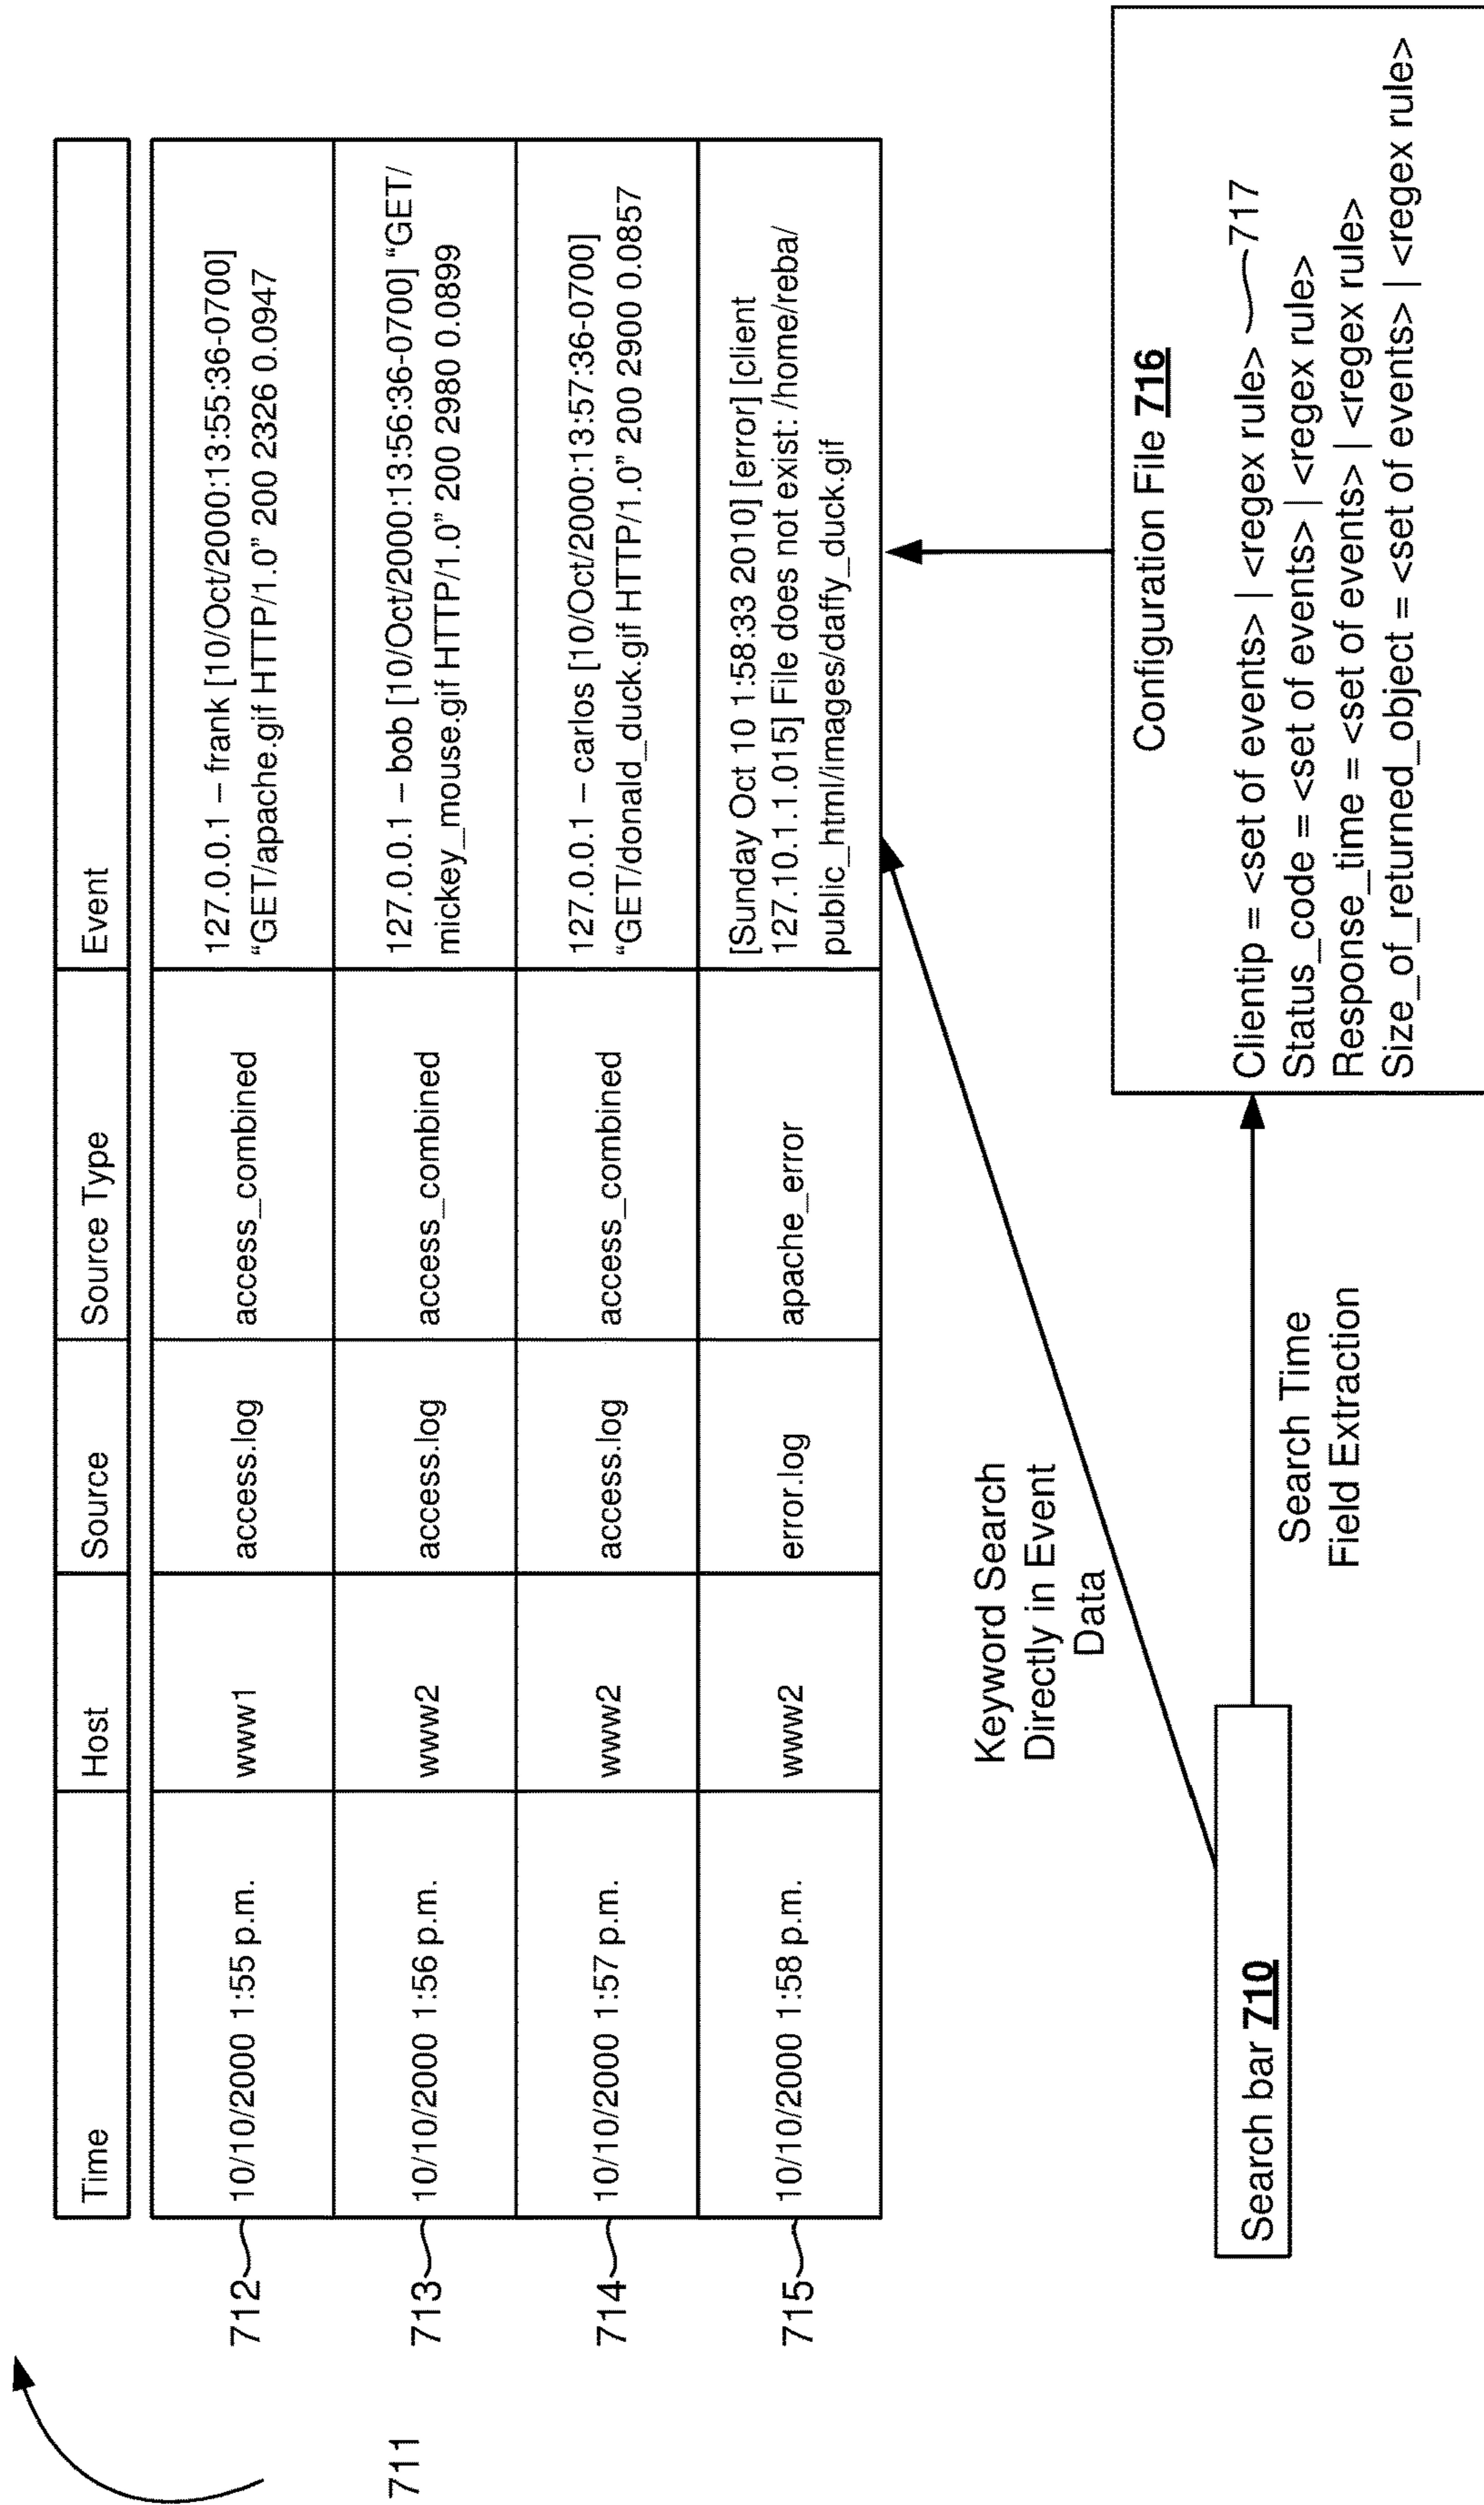 Time Host Source Source Type Event
712 10/10/2000 1:55 p.m. www1 access.log access_combined 127.0.0.1 – frank [10/Oct/2000:13:55:36-0700]
“GET/apache.gif HTTP/1.0” 200 2326 0.0947
713 10/10/2000 1:56 p.m. www2 access.log access_combined 127.0.0.1 – bob [10/Oct/2000:13:56:36-0700] “GET/
mickey_mouse.gif HTTP/1.0” 200 2980 0.0899
711
714 10/10/2000 1:57 p.m. www2 access.log access_combined 127.0.0.1 – carlos [10/Oct/2000:13:57:36-0700]
“GET/donald_duck.gif HTTP/1.0” 200 2900 0.0857
715 10/10/2000 1:58 p.m. www2 error.log apache_error [Sunday Oct 10 1:58:33 2010] [error] [client
127.10.1.1.015] File does not exist: /home/reba/
public_html/images/daffy_duck.gif
Keyword Search
Directly in Event
Data
Search bar 710
Search Time
Field Extraction
Configuration File 716
Clientip = <set of events> | <regex rule> 717
Status_code = <set of events> | <regex rule>
Response_time = <set of events> | <regex rule>
Size_of_returned_object = <set of events> | <regex rule>